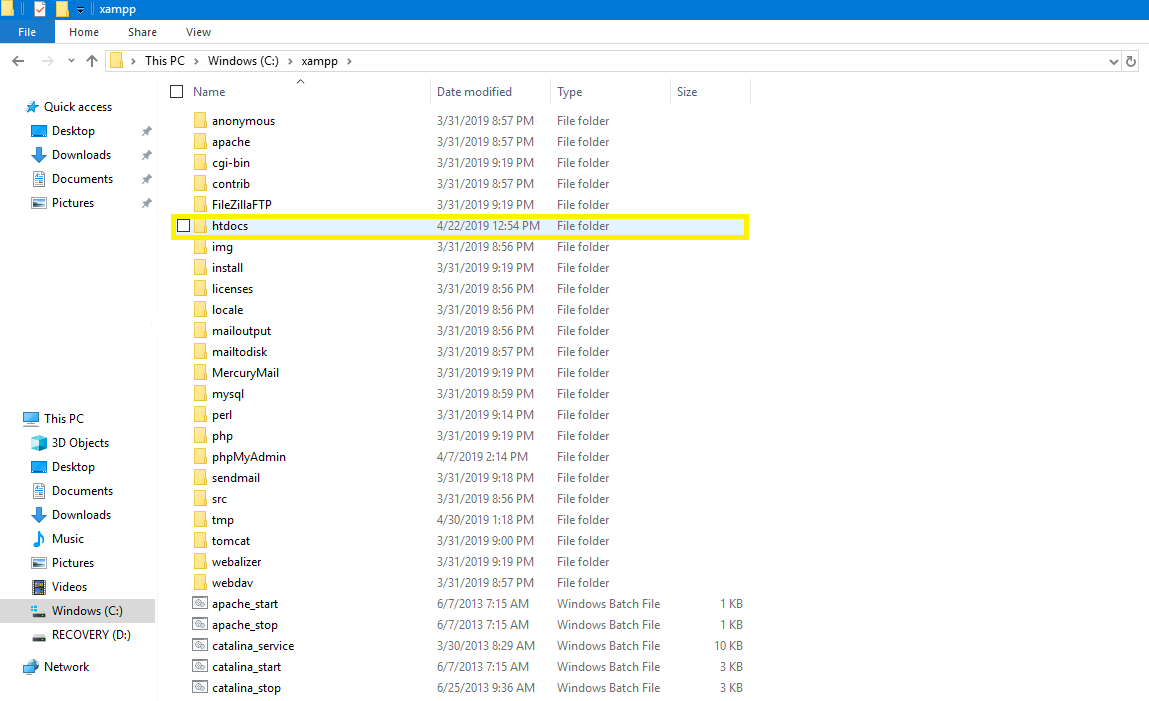 xampp
File Home Share View
This PC Windows (C:) xampp
Name Date modified Type Size
Quick access
Desktop
Downloads
Documents
Pictures
This PC
3D Objects
Desktop
Documents
Downloads
Music
Pictures
Videos
Windows (C:)
RECOVERY (D:)
Network
anonymous 3/31/2019 8:57 PM File folder
apache 3/31/2019 8:57 PM File folder
cgi-bin 3/31/2019 9:19 PM File folder
contrib 3/31/2019 8:57 PM File folder
FileZillaFTP 3/31/2019 9:19 PM File folder
htdocs 4/22/2019 12:54 PM File folder
img 3/31/2019 8:56 PM File folder
install 3/31/2019 9:19 PM File folder
licenses 3/31/2019 8:56 PM File folder
locale 3/31/2019 8:56 PM File folder
mailoutput 3/31/2019 8:56 PM File folder
mailtodisk 3/31/2019 8:57 PM File folder
MercuryMail 3/31/2019 9:19 PM File folder
mysql 3/31/2019 8:59 PM File folder
perl 3/31/2019 9:14 PM File folder
php 3/31/2019 9:19 PM File folder
phpMyAdmin 4/7/2019 2:14 PM File folder
sendmail 3/31/2019 9:18 PM File folder
src 3/31/2019 8:56 PM File folder
tmp 4/30/2019 1:18 PM File folder
tomcat 3/31/2019 9:00 PM File folder
webalizer 3/31/2019 9:19 PM File folder
webdav 3/31/2019 8:57 PM File folder
apache_start 6/7/2013 7:15 AM Windows Batch File 1 KB
apache_stop 6/7/2013 7:15 AM Windows Batch File 1 KB
catalina_service 3/30/2013 8:29 AM Windows Batch File 10 KB
catalina_start 6/7/2013 7:15 AM Windows Batch File 3 KB
catalina_stop 6/25/2013 9:36 AM Windows Batch File 3 KB